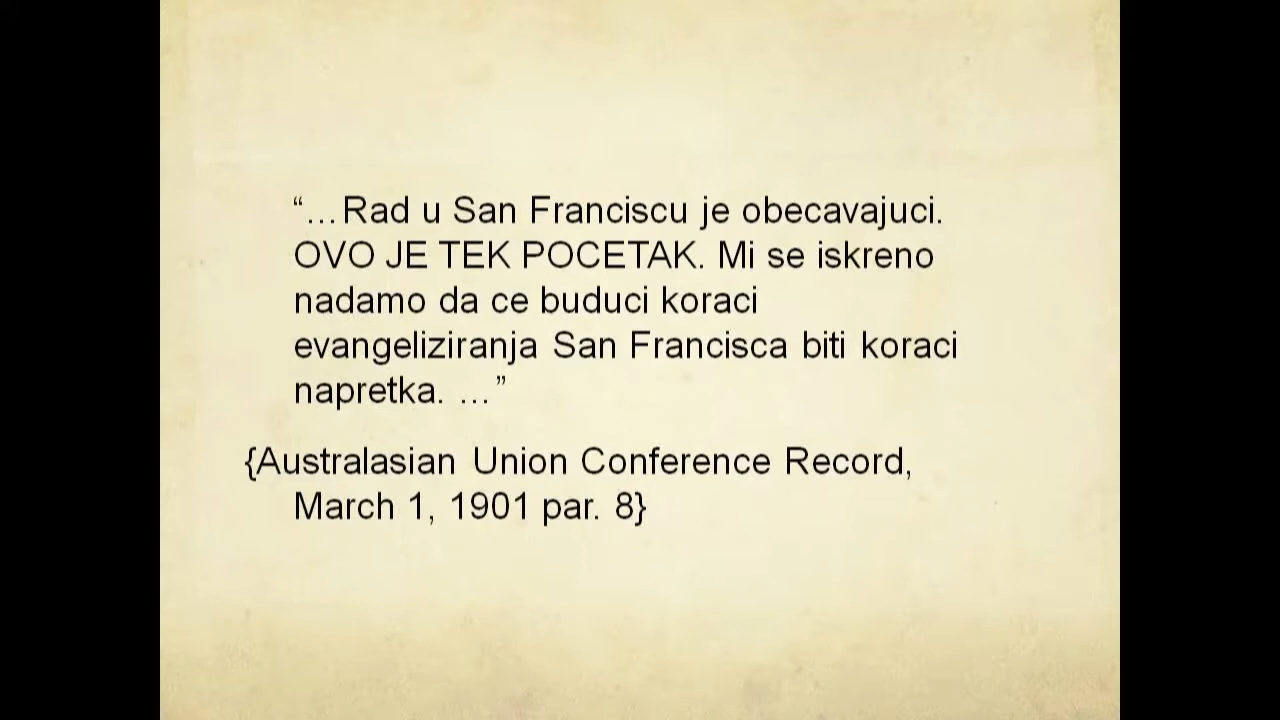 “…Rad u San Franciscu je obecavajuci.
OVO JE TEK POCETAK. Mi se iskreno
nadamo da ce buduci koraci
evangeliziranja San Francisca biti koraci
napretka. …”
{Australasian Union Conference Record,
March 1, 1901 par. 8}